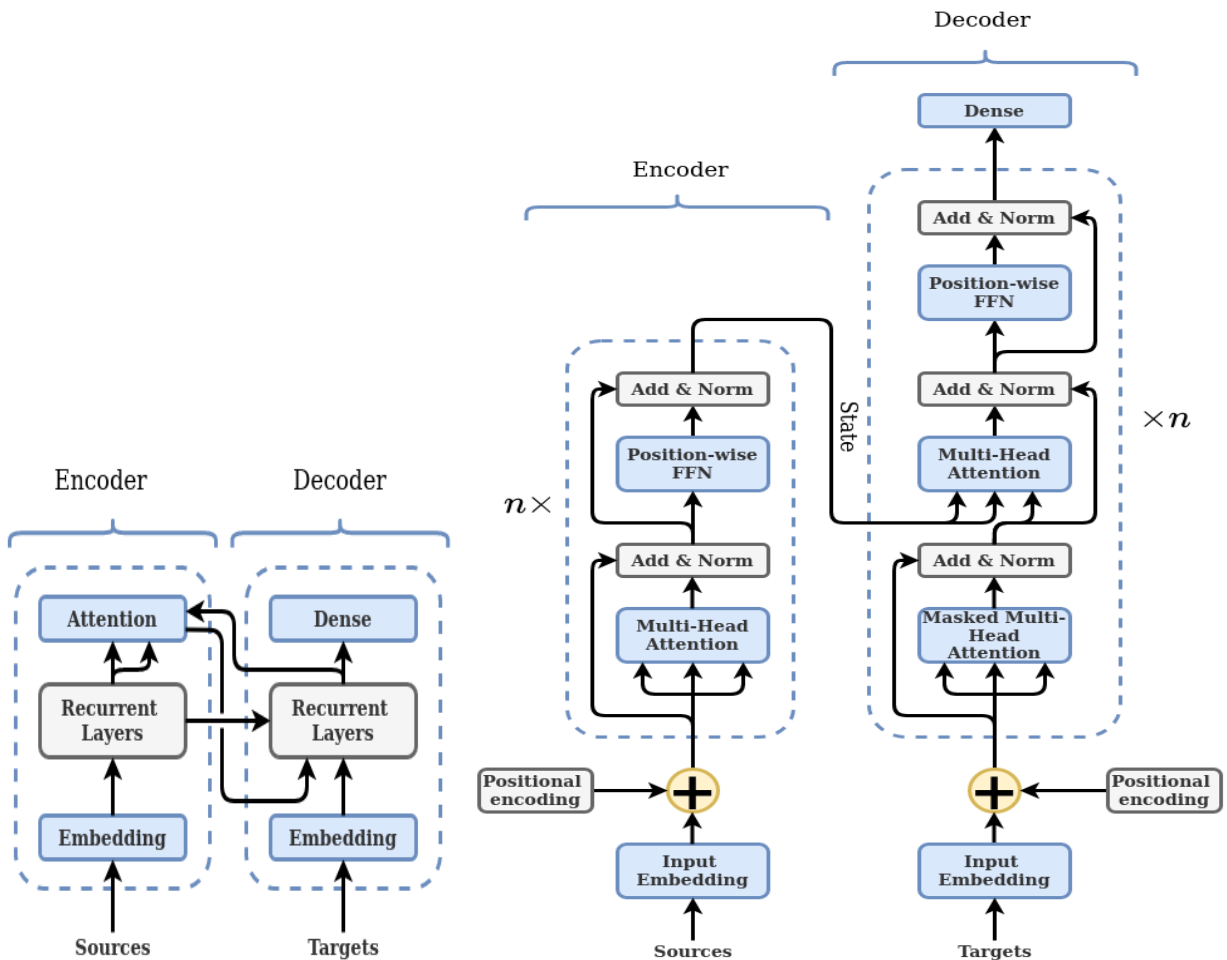 Encoder
Decoder
Attention
Dense
Recurrent
Layers
Recurrent
Layers
Embedding
Embedding
Sources
Targets
Encoder
Add & Norm
Position-wise
FFN
n×
Add & Norm
Multi-Head
Attention
Positional
encoding
+
Input
Embedding
Sources
State
Decoder
Dense
Add & Norm
Position-wise
FFN
Add & Norm
×n
Multi-Head
Attention
Add & Norm
Masked Multi-
Head
Attention
+
Positional
encoding
Input
Embedding
Targets